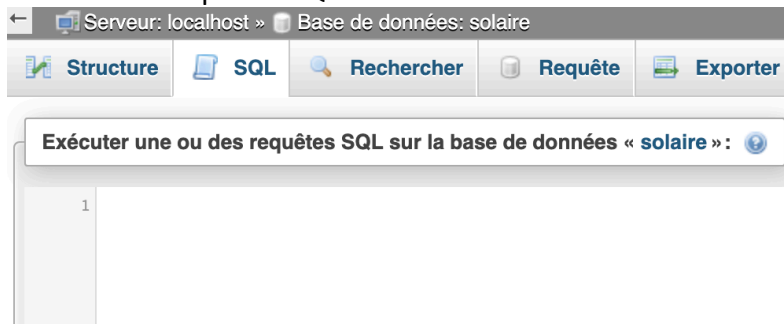 ← Serveur: localhost » Base de données: solaire
Structure SQL Rechercher Requête Exporter
Exécuter une ou des requêtes SQL sur la base de données « solaire » :
1